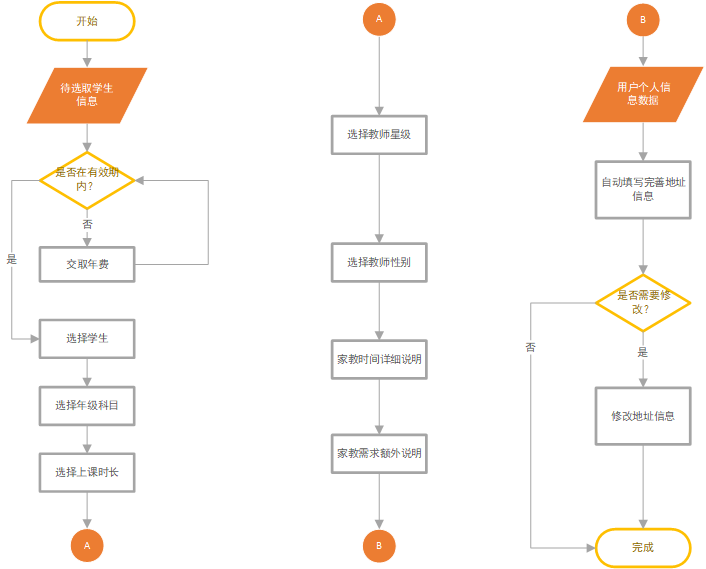 开始
待选取学生
信息
是否在有效期
内？
否
是
交取年费
选择学生
选择年级科目
选择上课时长
A
A
选择教师星级
选择教师性别
家教时间详细说明
家教需求额外说明
B
B
用户个人信
息数据
自动填写完善地址
信息
是否需要修
改？
否
是
修改地址信息
完成